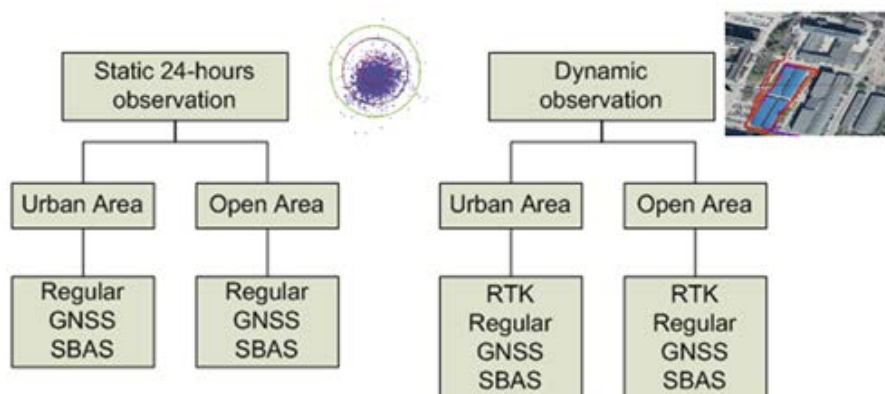 Static 24-hours
observation
Dynamic
observation
Urban Area
Open Area
Urban Area
Open Area
Regular
GNSS
SBAS
Regular
GNSS
SBAS
RTK
Regular
GNSS
SBAS
RTK
Regular
GNSS
SBAS